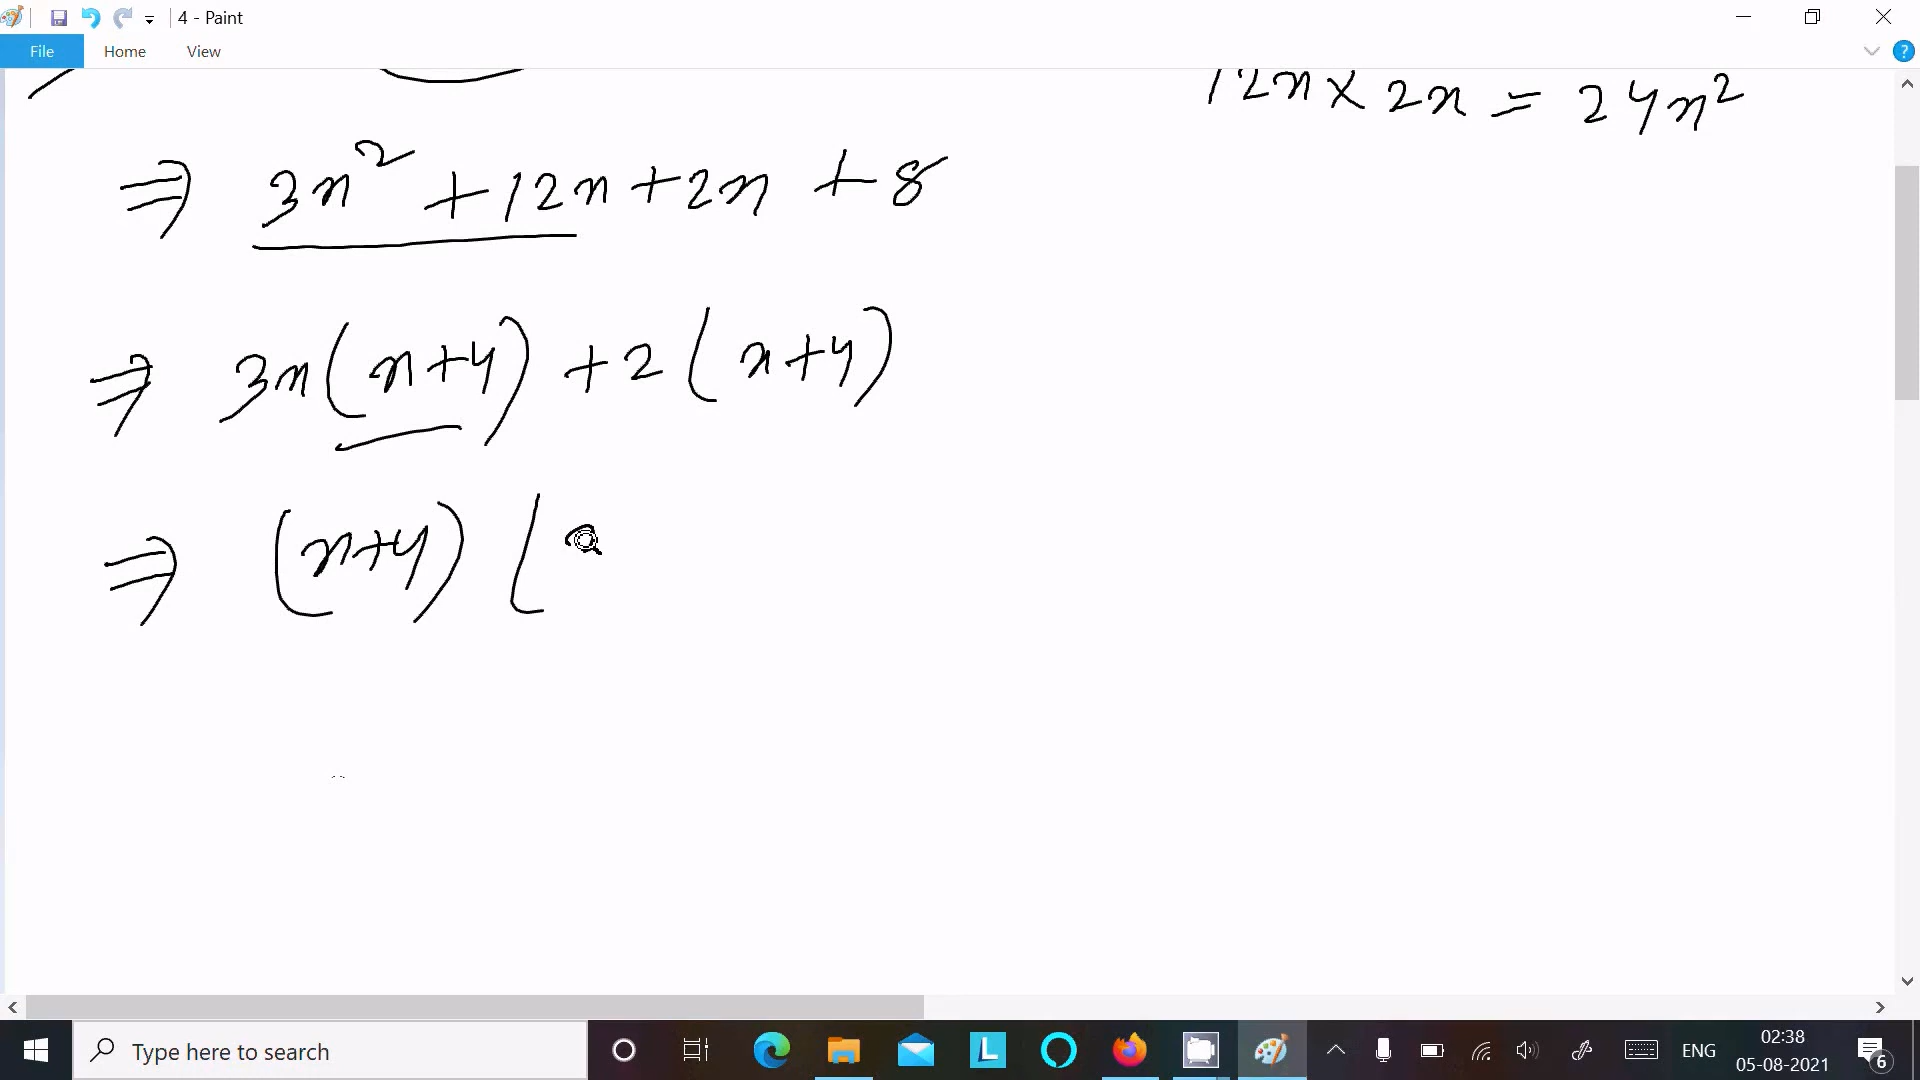 4 - Paint
File Home View
12x × 2x = 24x²
⇒ 3x² + 12x + 2x + 8
⇒ 3x(x+4) + 2(x+4)
⇒ (x+4) (
Type here to search
L
ENG
02:38
05-08-2021
6